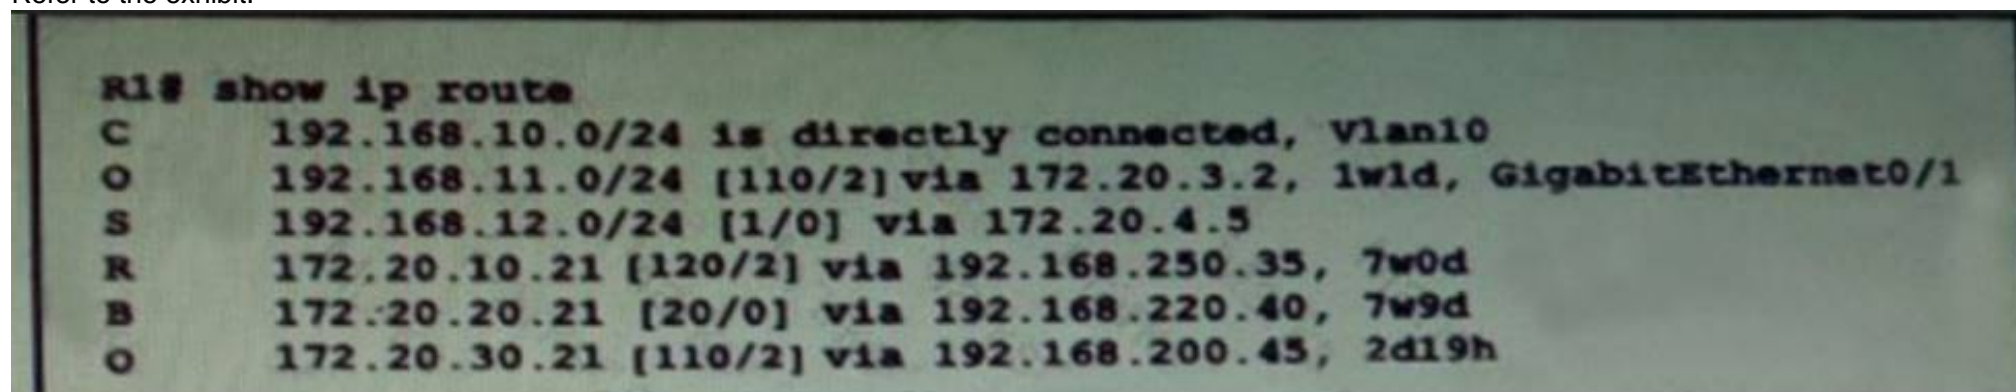 Refer to the exhibit.
R1# show ip route
C 192.168.10.0/24 is directly connected, Vlan10
O 192.168.11.0/24 [110/2] via 172.20.3.2, 1w1d, GigabitEthernet0/1
S 192.168.12.0/24 [1/0] via 172.20.4.5
R 172.20.10.21 [120/2] via 192.168.250.35, 7w0d
B 172.20.20.21 [20/0] via 192.168.220.40, 7w9d
O 172.20.30.21 [110/2] via 192.168.200.45, 2d19h